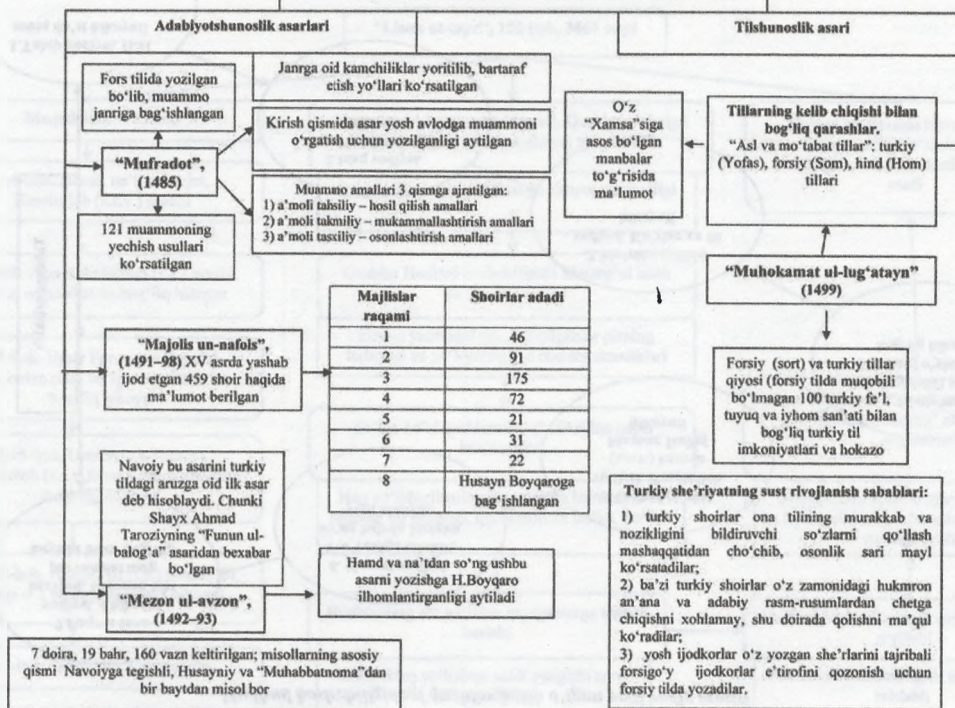 Adabiyotshunoslik asarlari
Fors tilida yozilgan
bo‘lib, muammo
janriga bag‘ishlangan
“Mufradot”,
(1485)
121 muammoning
yechish usullari
ko‘rsatilgan
Janrga oid kamchiliklar yoritilib, bartaraf
etish yo‘llari ko‘rsatilgan
Kirish qismida asar yosh avlodga muammoni
o‘rgatish uchun yozilganligi aytilgan
Muammo amallari 3 qismga ajratilgan:
1) a’moli tahsiliy – hosil qilish amallari
2) a’moli takmiliy – mukammallashtirish amallari
3) a’moli tasxiliy – osonlashtirish amallari
“Majolis un-nafois”,
(1491–98) XV asrda yashab
ijod etgan 459 shoir haqida
ma’lumot berilgan
Majlislar raqami Shoirlar adadi
1 46
2 91
3 175
4 72
5 21
6 31
7 22
8 Husayn Boyqaroga
bag‘ishlangan
Navoiy bu asarini turkiy
tildagi aruzga oid ilk asar
deb hisoblaydi. Chunki
Shayx Ahmad
Taroziyning “Funun ul-
balog‘a” asaridan bexabar
bo‘lgan
“Mezon ul-avzon”,
(1492–93)
Hamd va na’tdan so‘ng ushbu
asarni yozishga H.Boyqaro
ilhomlantirganligi aytiladi
7 doira, 19 bahr, 160 vazn keltirilgan; misollarning asosiy
qismi Navoiyga tegishli, Husayniy va “Muhabbatnoma”dan
bir baytdan misol bor
Tilshunoslik asari
O‘z
“Xamsa”siga
asos bo‘lgan
manbalar
to‘g‘risida
ma’lumot
Tillarning kelib chiqishi bilan
bog‘liq qarashlar.
“Asl va mo‘tabat tillar”: turkiy
(Yofas), forsiy (Som), hind (Hom)
tillari
“Muhokamat ul-lug‘atayn”
(1499)
Forsiy (sort) va turkiy tillar
qiyosi (forsiy tilda muqobili
bo‘lmagan 100 turkiy fe’l,
tuyuq va iyhom san’ati bilan
bog‘liq turkiy til
imkoniyatlari va hokazo
Turkiy she’riyatning sust rivojlanish sabablari:
1) turkiy shoirlar ona tilining murakkab va
nozikligini bildiruvchi so‘zlarni qo‘llash
mashaqqatidan cho‘chib, osonlik sari mayl
ko‘rsatadilar;
2) ba’zi turkiy shoirlar o‘z zamonidagi hukmron
an’ana va adabiy rasm-rusumlardan chetga
chiqishni xohlamay, shu doirada qolishni ma’qul
ko‘radilar;
3) yosh ijodkorlar o‘z yozgan she’rlarini tajribali
forsigo‘y ijodkorlar e’tirofini qozonish uchun
forsiy tilda yozadilar.